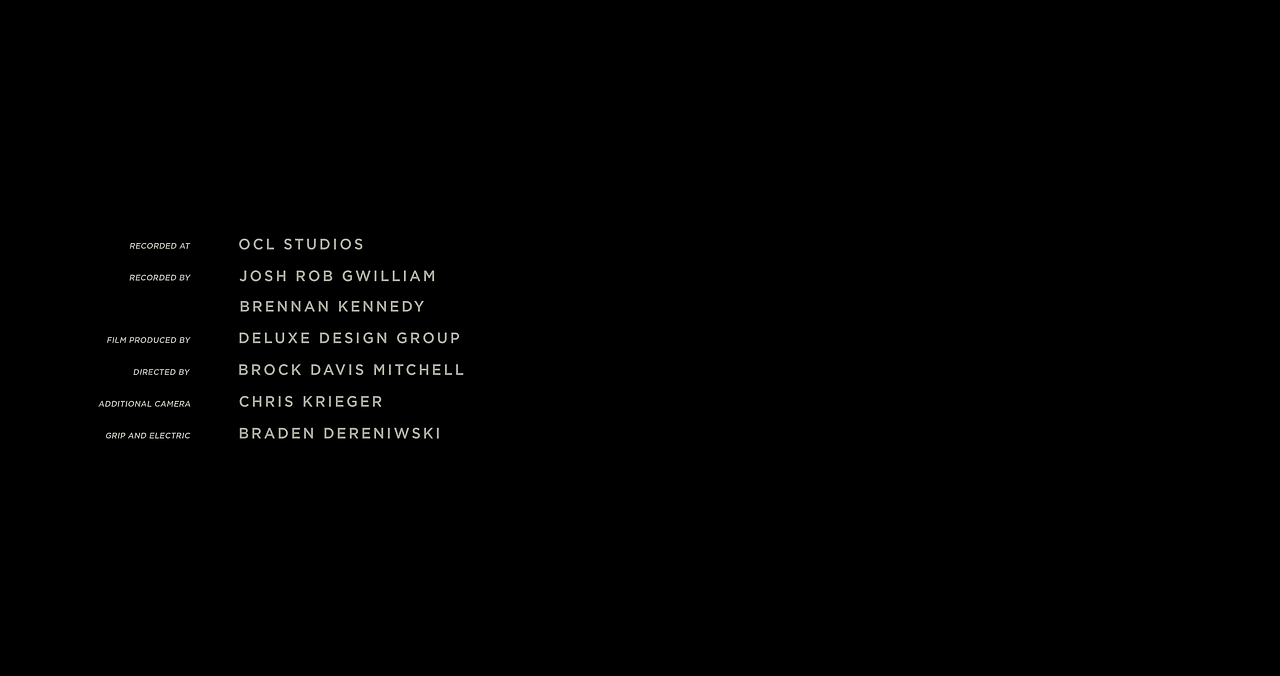 RECORDED AT OCL STUDIOS
RECORDED BY JOSH ROB GWILLIAM
BRENNAN KENNEDY
FILM PRODUCED BY DELUXE DESIGN GROUP
DIRECTED BY BROCK DAVIS MITCHELL
ADDITIONAL CAMERA CHRIS KRIEGER
GRIP AND ELECTRIC BRADEN DERENIWSKI